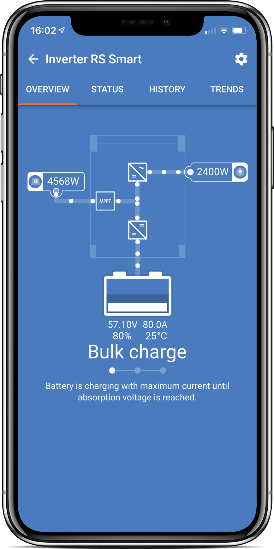 16:02
Inverter RS Smart
OVERVIEW STATUS HISTORY TRENDS
4568W
2400W
MPPT
57.10V 80.0A
80% 25°C
Bulk charge
Battery is charging with maximum current until
absorption voltage is reached.